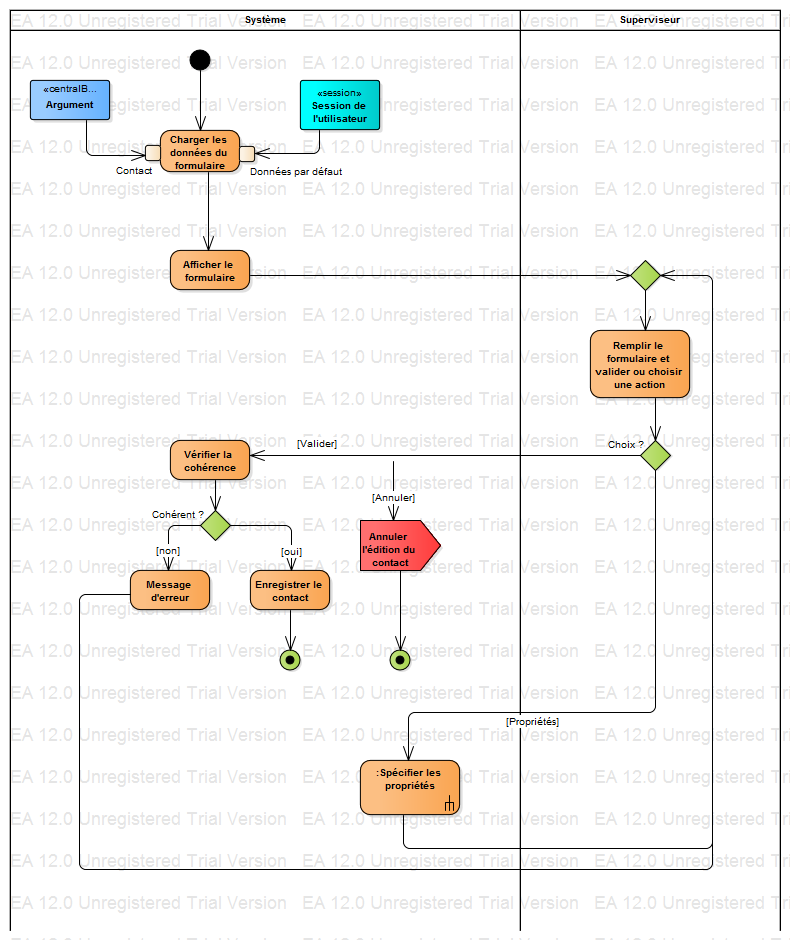 Système
Superviseur
EA 12.0 Unregistered Trial Version
«centralB...
Argument
«session»
Session de
l'utilisateur
Charger les
données du
formulaire
Contact
Données par défaut
Afficher le
formulaire
Remplir le
formulaire et
valider ou choisir
une action
Choix ?
[Valider]
Vérifier la
cohérence
[Annuler]
Cohérent ?
Annuler
l'édition du
contact
[non]
[oui]
Message
d'erreur
Enregistrer le
contact
[Propriétés]
:Spécifier les
propriétés